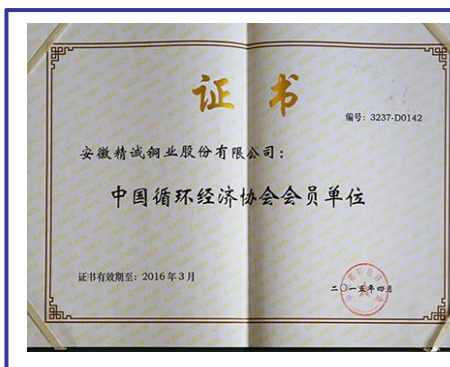 证书
编号：3237-D0142
安徽精诚铜业股份有限公司：
中国循环经济协会会员单位
证书有效期至：2016年3月
二〇一五年四月